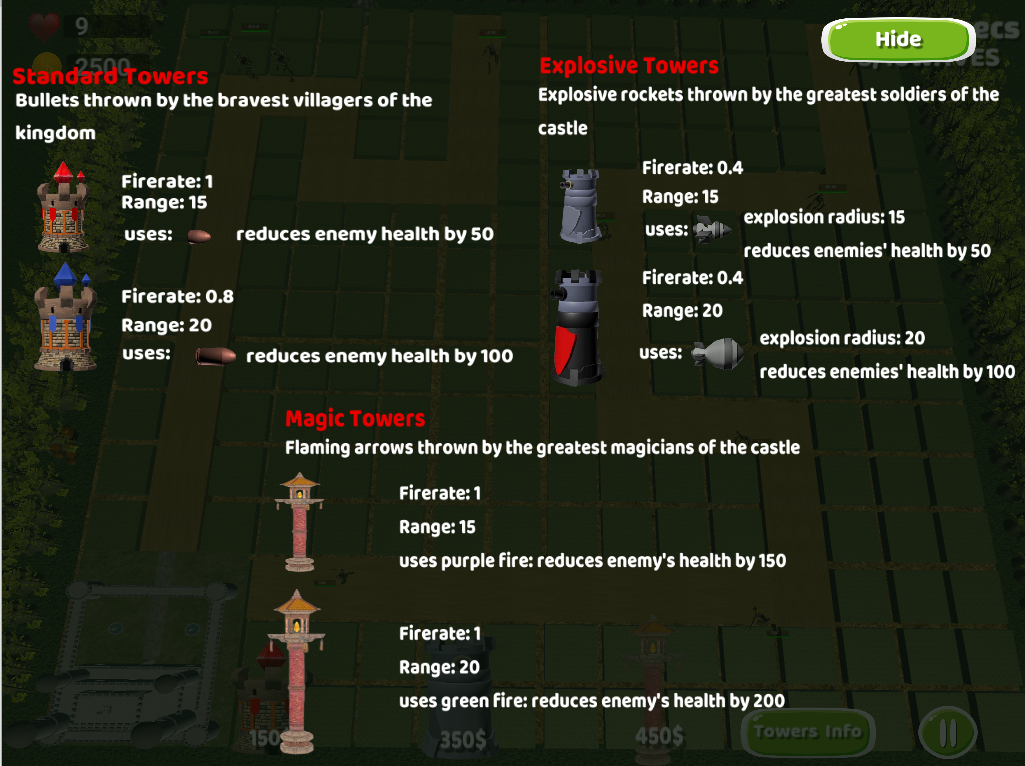 9
2500
Hide
ecs
Standard Towers
Bullets thrown by the bravest villagers of the
kingdom
Firerate: 1
Range: 15
uses: reduces enemy health by 50
Firerate: 0.8
Range: 20
uses: reduces enemy health by 100
Explosive Towers
Explosive rockets thrown by the greatest soldiers of the
castle
Firerate: 0.4
Range: 15
uses: explosion radius: 15
reduces enemies' health by 50
Firerate: 0.4
Range: 20
uses: explosion radius: 20
reduces enemies' health by 100
Magic Towers
Flaming arrows thrown by the greatest magicians of the castle
Firerate: 1
Range: 15
uses purple fire: reduces enemy's health by 150
Firerate: 1
Range: 20
uses green fire: reduces enemy's health by 200
150
350$
450$
Towers Info